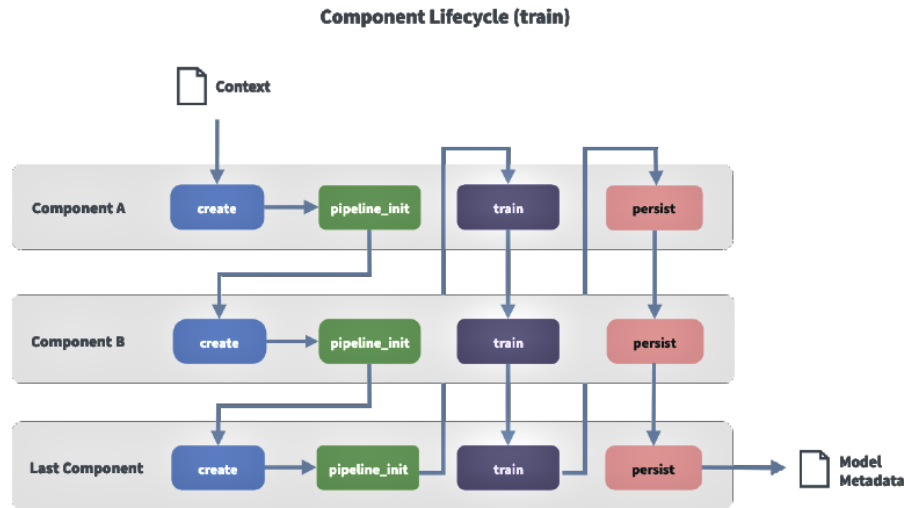 Component Lifecycle (train)
Context
Component A
create
pipeline_init
train
persist
Component B
create
pipeline_init
train
persist
Last Component
create
pipeline_init
train
persist
Model
Metadata